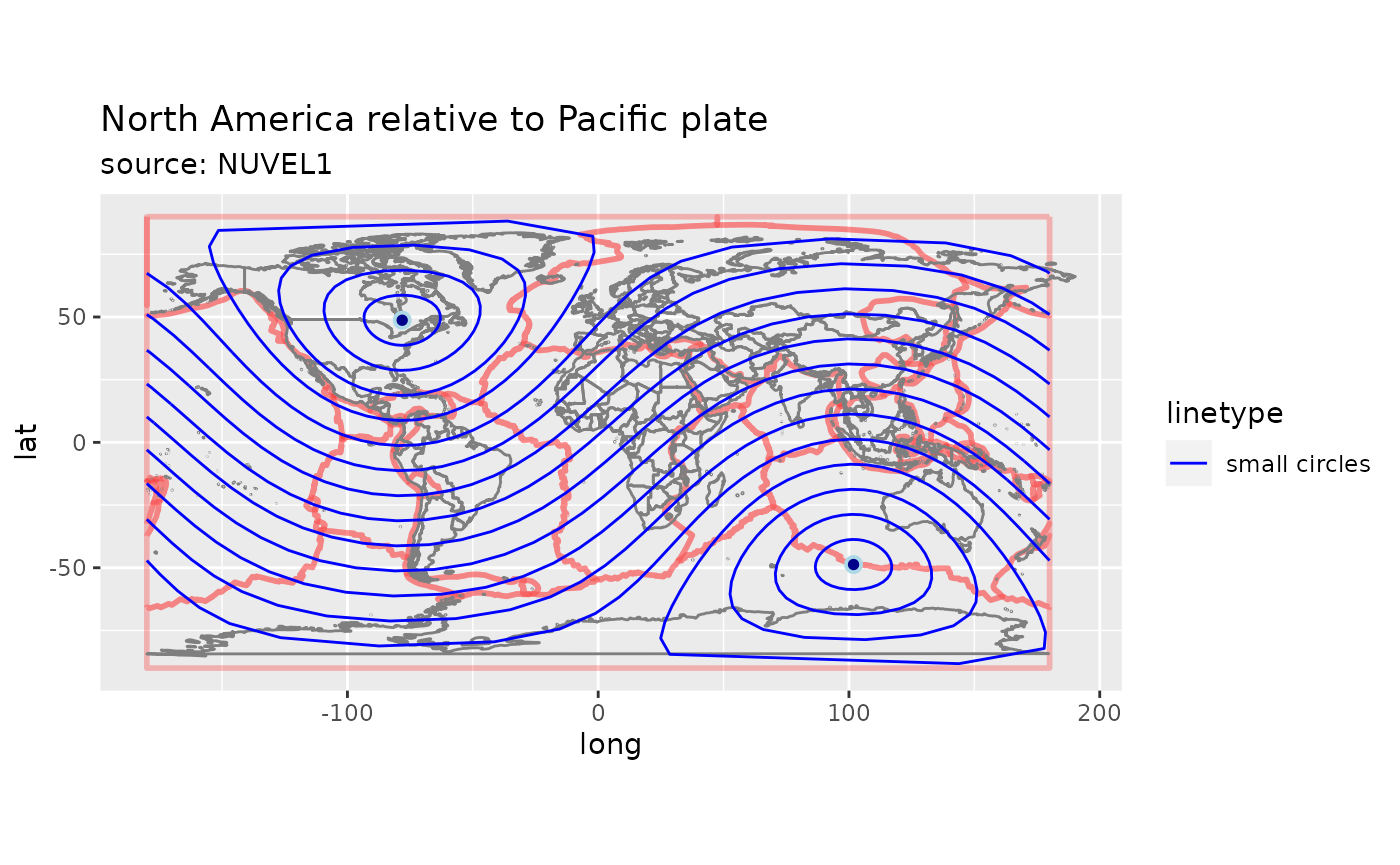 North America relative to Pacific plate
source: NUVEL1
lat
50
0
-50
-100
0
100
200
long
linetype
small circles